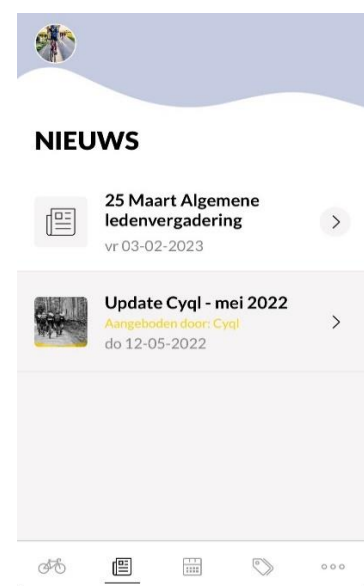 NIEUWS
25 Maart Algemene
ledenvergadering
vr 03-02-2023
Update Cyql - mei 2022
Aangeboden door: Cyql
do 12-05-2022